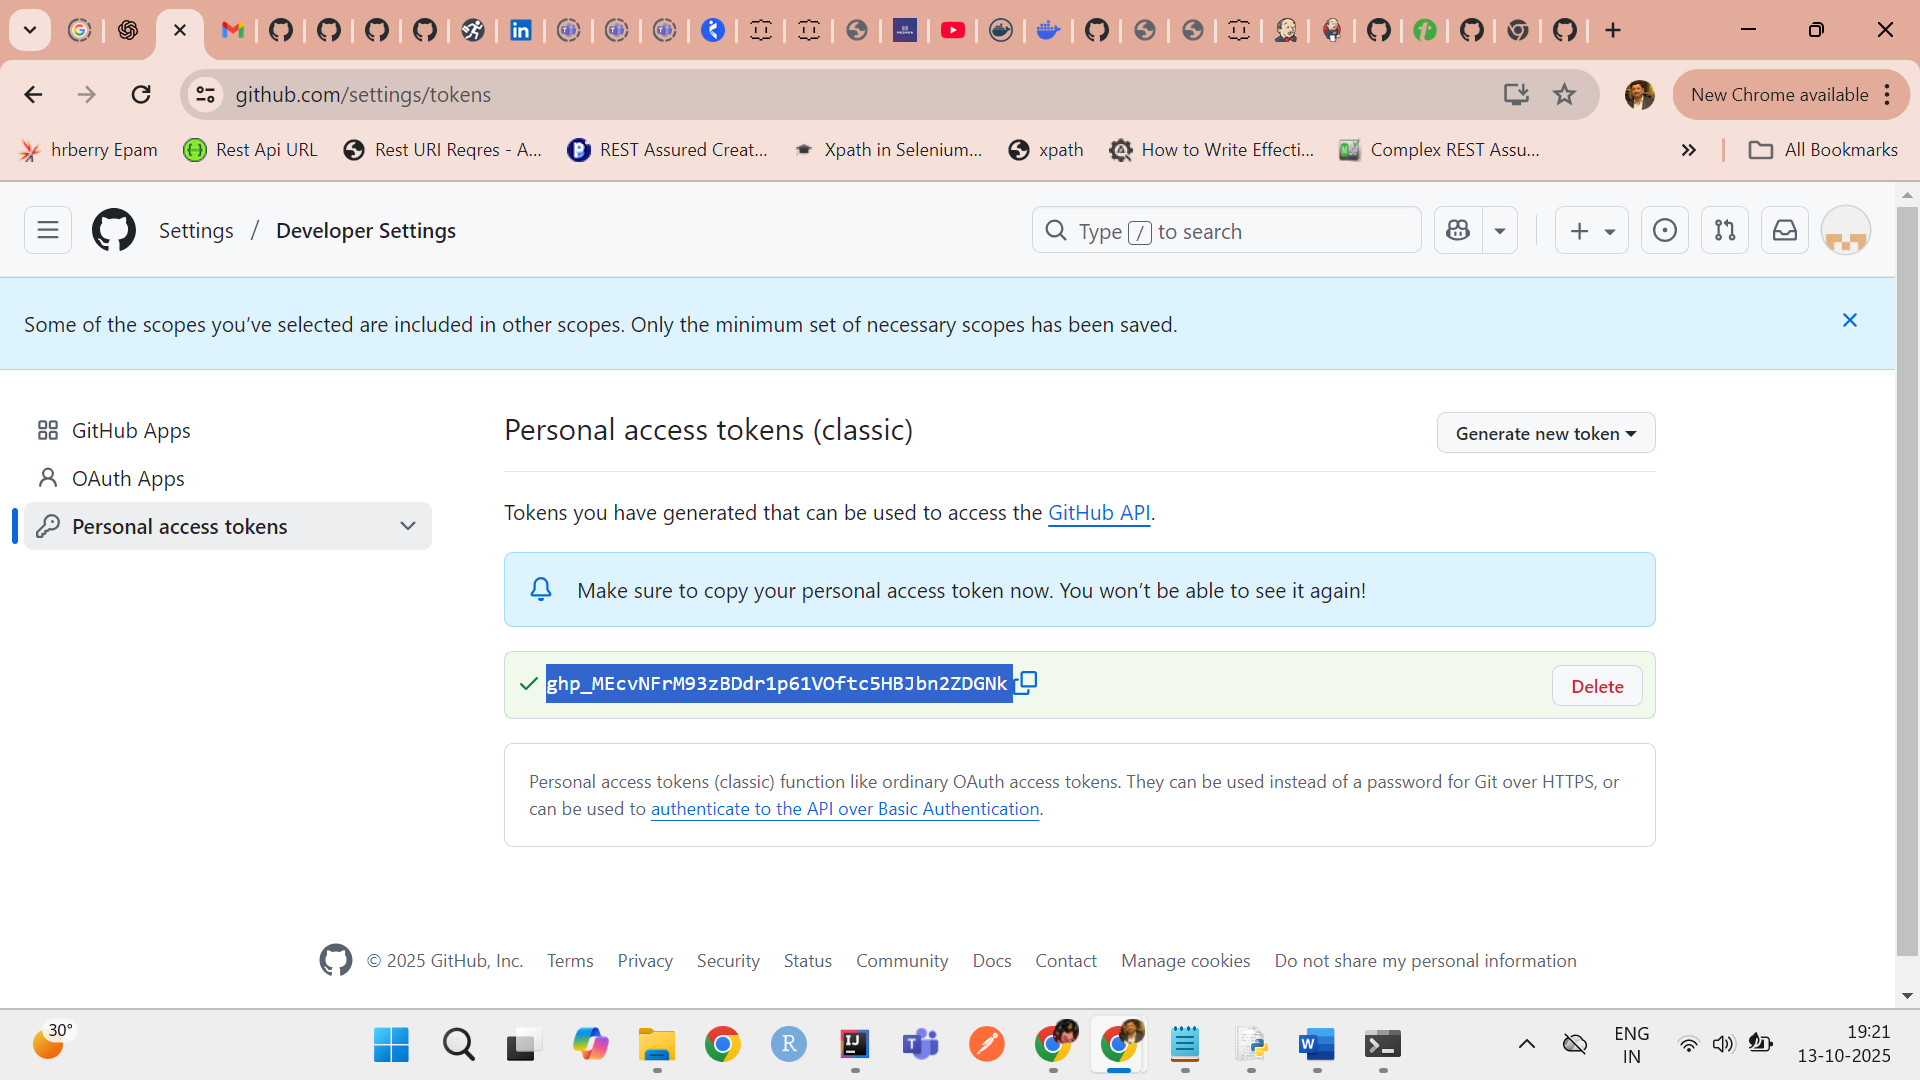 github.com/settings/tokens
New Chrome available
hrberry Epam
Rest Api URL
Rest URI Reqres - A...
REST Assured Creat...
Xpath in Selenium...
xpath
How to Write Effecti...
Complex REST Assu...
All Bookmarks
Settings / Developer Settings
Type / to search
Some of the scopes you’ve selected are included in other scopes. Only the minimum set of necessary scopes has been saved.
GitHub Apps
OAuth Apps
Personal access tokens
Personal access tokens (classic)
Generate new token
Tokens you have generated that can be used to access the GitHub API.
Make sure to copy your personal access token now. You won’t be able to see it again!
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
Delete
Personal access tokens (classic) function like ordinary OAuth access tokens. They can be used instead of a password for Git over HTTPS, or
can be used to authenticate to the API over Basic Authentication.
© 2025 GitHub, Inc.
Terms
Privacy
Security
Status
Community
Docs
Contact
Manage cookies
Do not share my personal information
30°
ENG
IN
19:21
13-10-2025